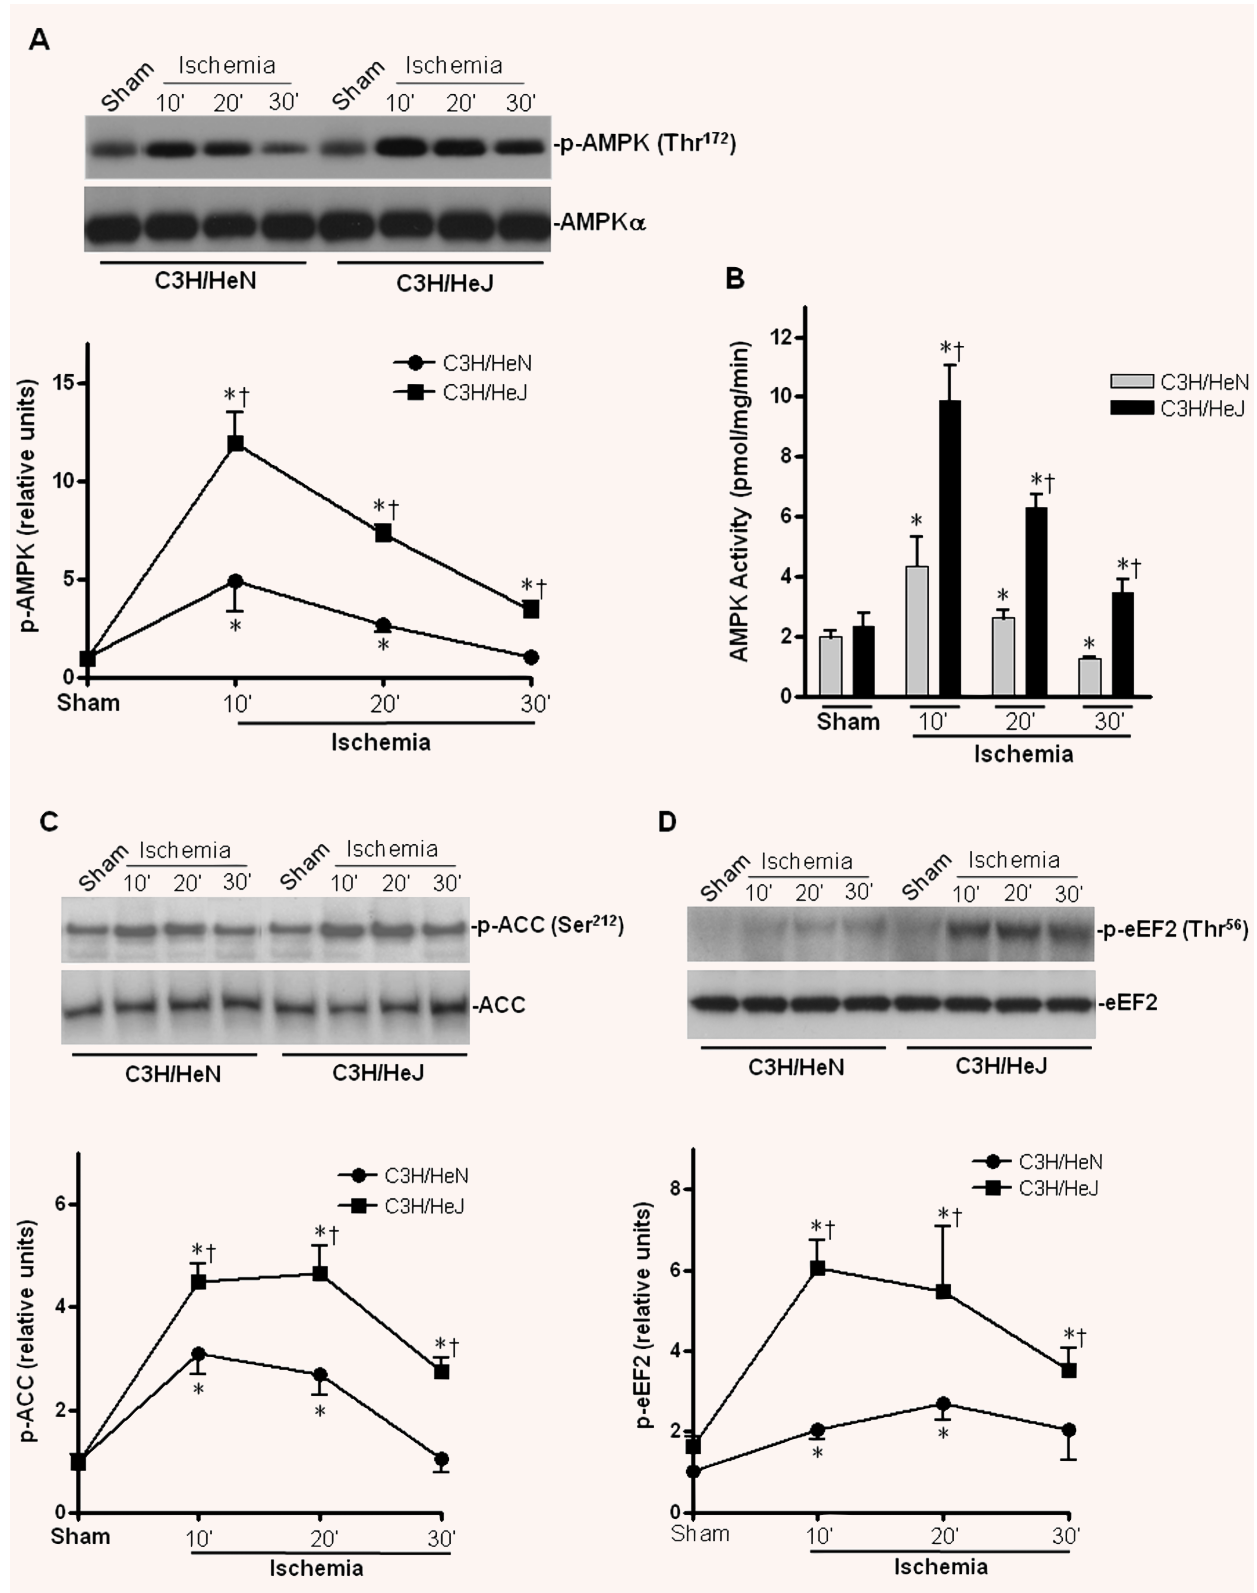 A
Sham Ischemia Sham Ischemia
10' 20' 30' 10' 20' 30'
-p-AMPK (Thr¹⁷²)
-AMPKα
C3H/HeN C3H/HeJ
C3H/HeN
C3H/HeJ
p-AMPK (relative units)
15
10
5
0
*† *† *†
* *
Sham 10' 20' 30'
Ischemia
B
AMPK Activity (pmol/mg/min)
12
10
8
6
4
2
0
C3H/HeN
C3H/HeJ
* *† * *† * *†
Sham 10' 20' 30'
Ischemia
C
Sham Ischemia Sham Ischemia
10' 20' 30' 10' 20' 30'
-p-ACC (Ser²¹²)
-ACC
C3H/HeN C3H/HeJ
C3H/HeN
C3H/HeJ
p-ACC (relative units)
6
4
2
0
*† *† *†
* *
Sham 10' 20' 30'
Ischemia
D
Sham Ischemia Sham Ischemia
10' 20' 30' 10' 20' 30'
-p-eEF2 (Thr⁵⁶)
-eEF2
C3H/HeN C3H/HeJ
C3H/HeN
C3H/HeJ
p-eEF2 (relative units)
8
6
4
2
0
*† *† *†
* *
Sham 10' 20' 30'
Ischemia